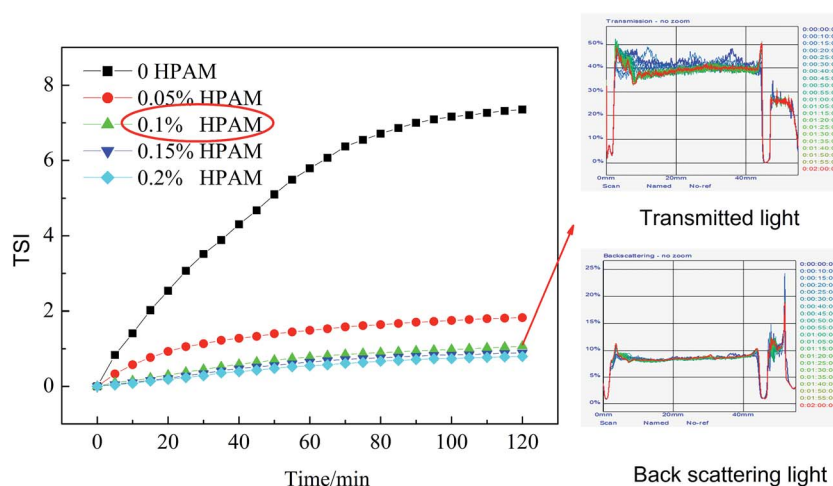 8
6
4
2
0
TSI
0 HPAM
0.05% HPAM
0.1% HPAM
0.15% HPAM
0.2% HPAM
0 20 40 60 80 100 120
Time/min
Transmission - no zoom
50%
40%
30%
20%
10%
0%
0mm 20mm 40mm
Scan Named No-ref
Transmitted light
Backscattering - no zoom
25%
20%
15%
10%
5%
0%
0mm 20mm 40mm
Scan Named No-ref
Back scattering light